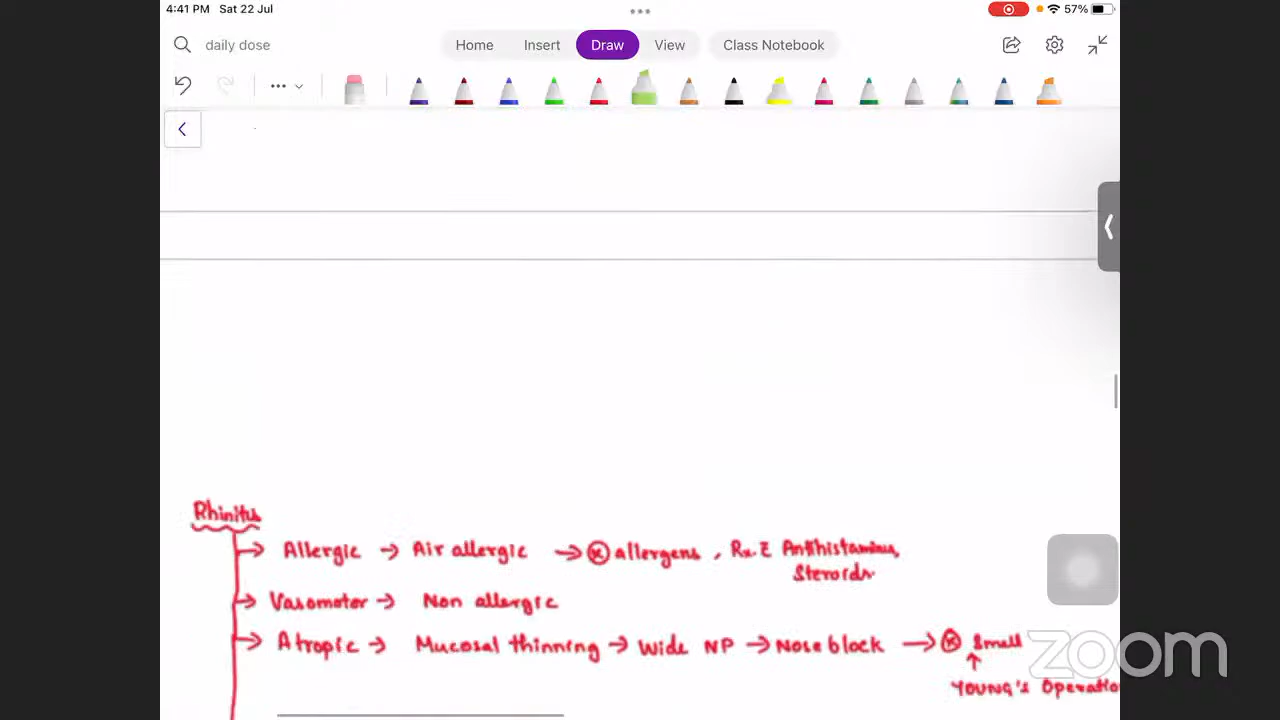 4:41 PM Sat 22 Jul
57%
daily dose
Home Insert Draw View Class Notebook
Rhinitis
Allergic → Air allergic → ⊗ allergens, Rx. c̄ Antihistamines,
Steroids
Vasomotor → Non allergic
Atropic → Mucosal thinning → Wide NP → Nose block → ⊗ Smell
↑
YOUNG's Operatio
zoom